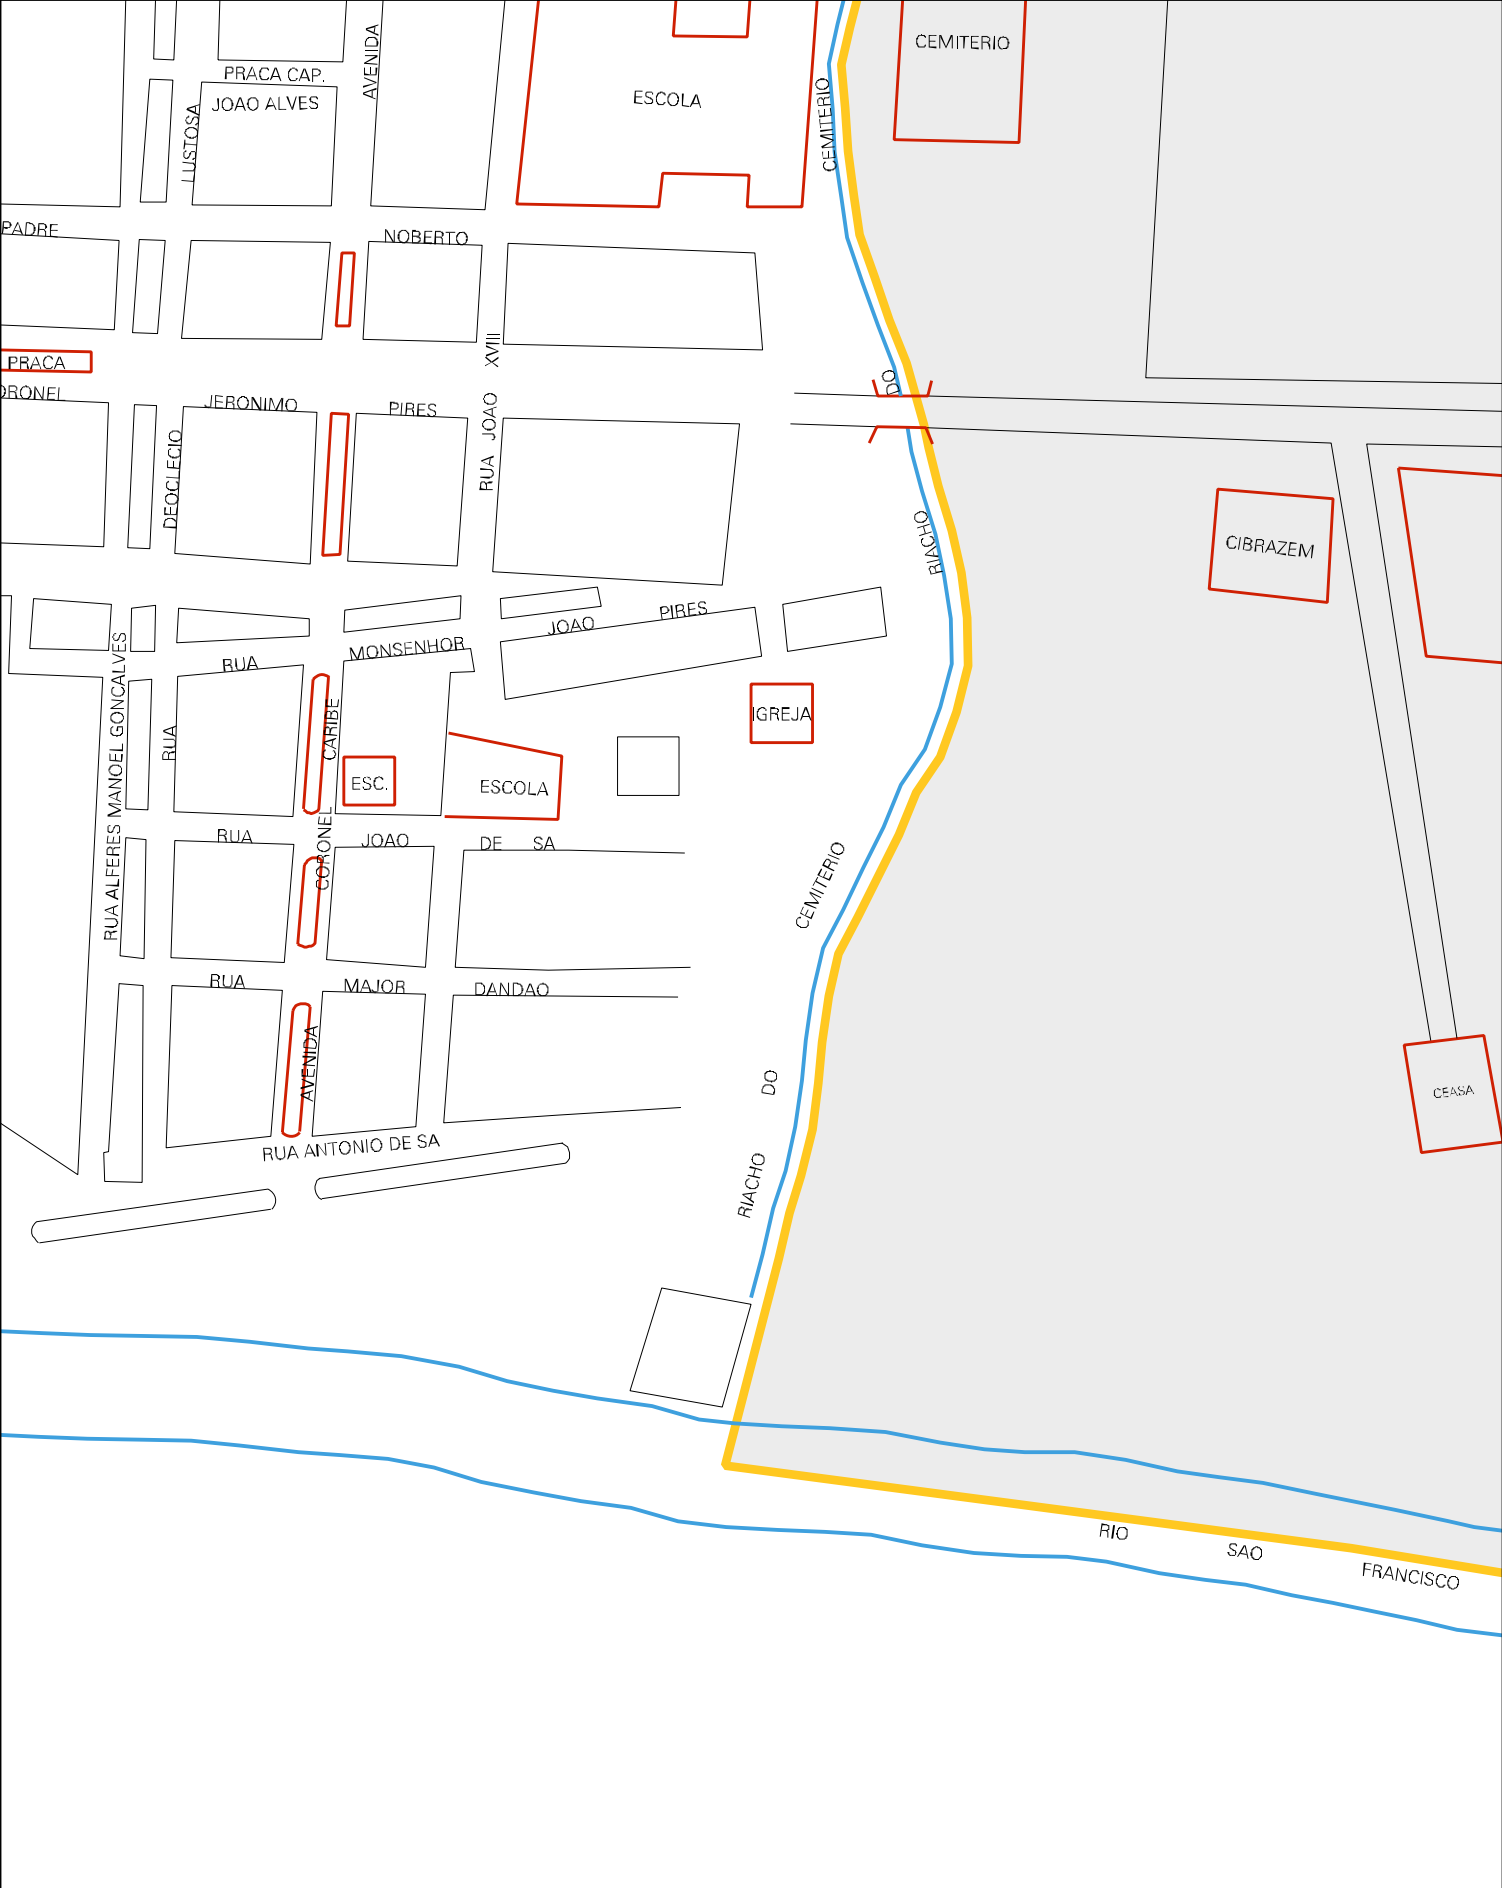 AVENIDA
CEMITERIO
PRACA CAP.
JOAO ALVES
ESCOLA
CEMITERIO
LUSTOSA
PADRE
NOBERTO
XVIII
PRACA
DO
ORONEL
JERONIMO
PIRES
JOAO
RUA
DEOCLECIO
RIACHO
CIBRAZEM
PIRES
JOAO
MONSENHOR
RUA
RUA ALFERES MANOEL GONCALVES
CARIBE
RUA
IGREJA
ESC.
ESCOLA
RUA
JOAO
DE
SA
CORONEL
CEMITERIO
RUA
MAJOR
DANDAO
AVENIDA
DO
CEASA
RUA ANTONIO DE SA
RIACHO
RIO
SAO
FRANCISCO